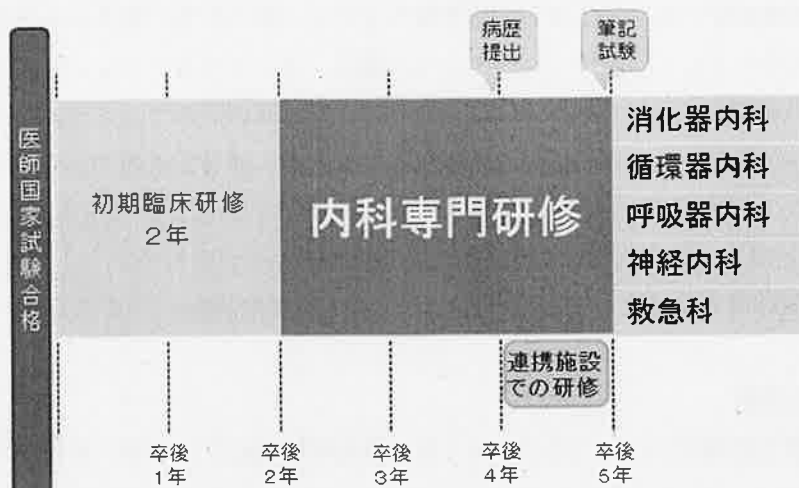 病歴
提出
筆記
試験
医師国家試験合格
初期臨床研修
2年
内科専門研修
消化器内科
循環器内科
呼吸器内科
神経内科
救急科
連携施設
での研修
卒後
1年
卒後
2年
卒後
3年
卒後
4年
卒後
5年